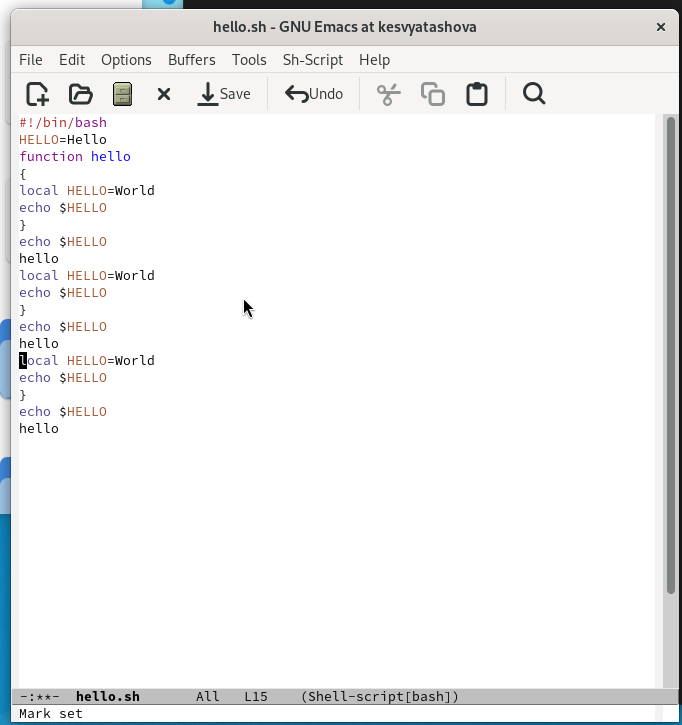 hello.sh - GNU Emacs at kesvyatashova
File Edit Options Buffers Tools Sh-Script Help
Save Undo
#!/bin/bash
HELLO=Hello
function hello
{
local HELLO=World
echo $HELLO
}
echo $HELLO
hello
local HELLO=World
echo $HELLO
}
echo $HELLO
hello
local HELLO=World
echo $HELLO
}
echo $HELLO
hello
-:**- hello.sh All L15 (Shell-script[bash])
Mark set